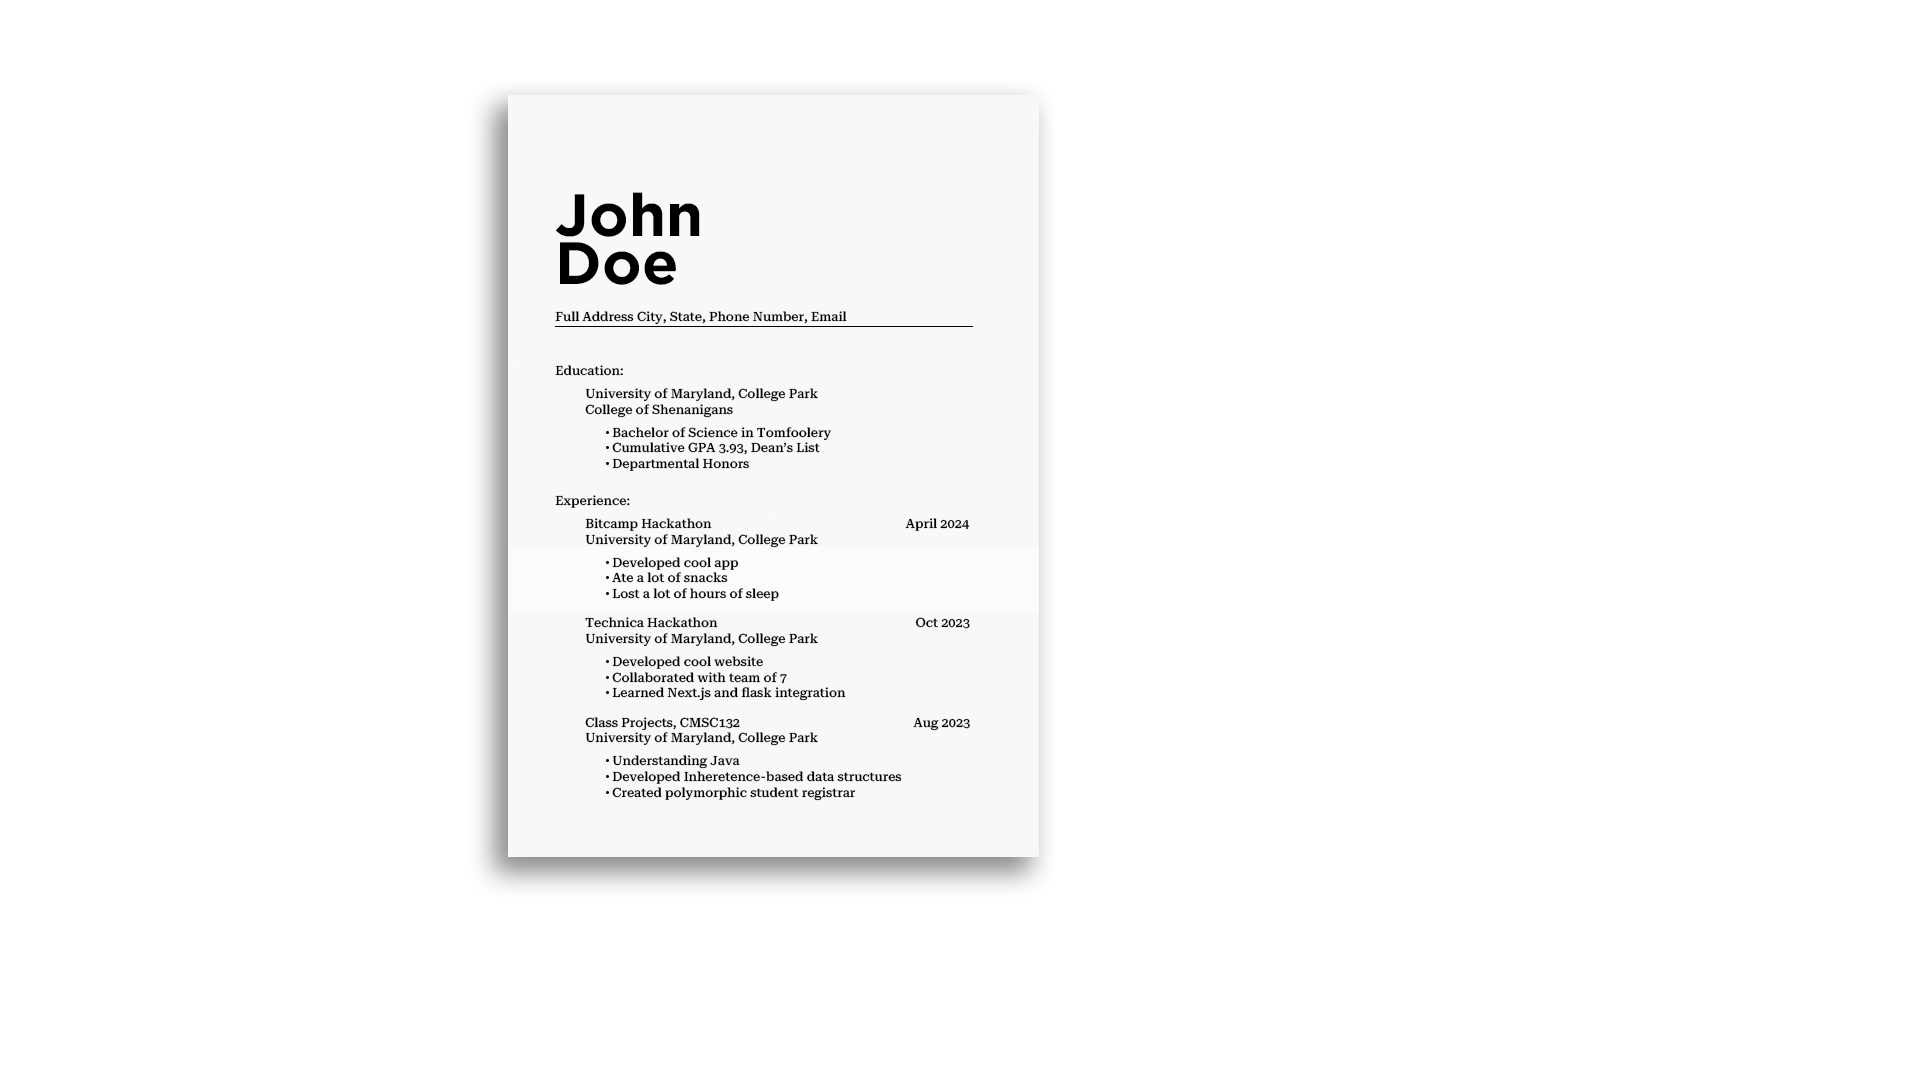 John
Doe
Full Address City, State, Phone Number, Email
Education:
University of Maryland, College Park
College of Shenanigans
• Bachelor of Science in Tomfoolery
• Cumulative GPA 3.93, Dean’s List
• Departmental Honors
Experience:
Bitcamp Hackathon April 2024
University of Maryland, College Park
• Developed cool app
• Ate a lot of snacks
• Lost a lot of hours of sleep
Technica Hackathon Oct 2023
University of Maryland, College Park
• Developed cool website
• Collaborated with team of 7
• Learned Next.js and flask integration
Class Projects, CMSC132 Aug 2023
University of Maryland, College Park
• Understanding Java
• Developed Inheretence-based data structures
• Created polymorphic student registrar